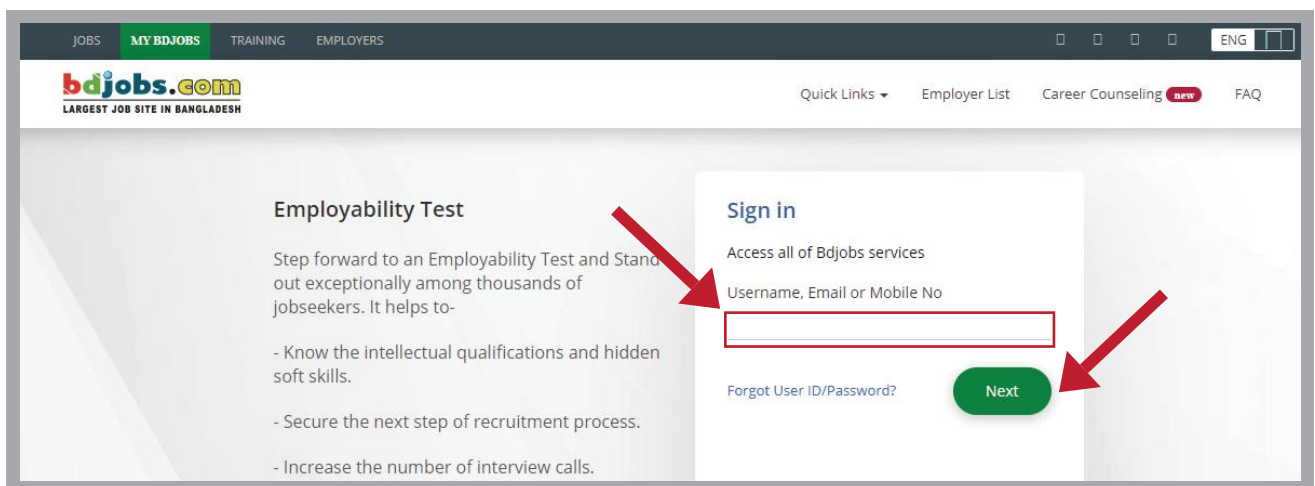 JOBS MY BDJOBS TRAINING EMPLOYERS ENG
bdjobs.com
LARGEST JOB SITE IN BANGLADESH
Quick Links Employer List Career Counseling new FAQ
Employability Test
Step forward to an Employability Test and Stand
out exceptionally among thousands of
jobseekers. It helps to-
- Know the intellectual qualifications and hidden
soft skills.
- Secure the next step of recruitment process.
- Increase the number of interview calls.
Sign in
Access all of Bdjobs services
Username, Email or Mobile No
Forgot User ID/Password? Next